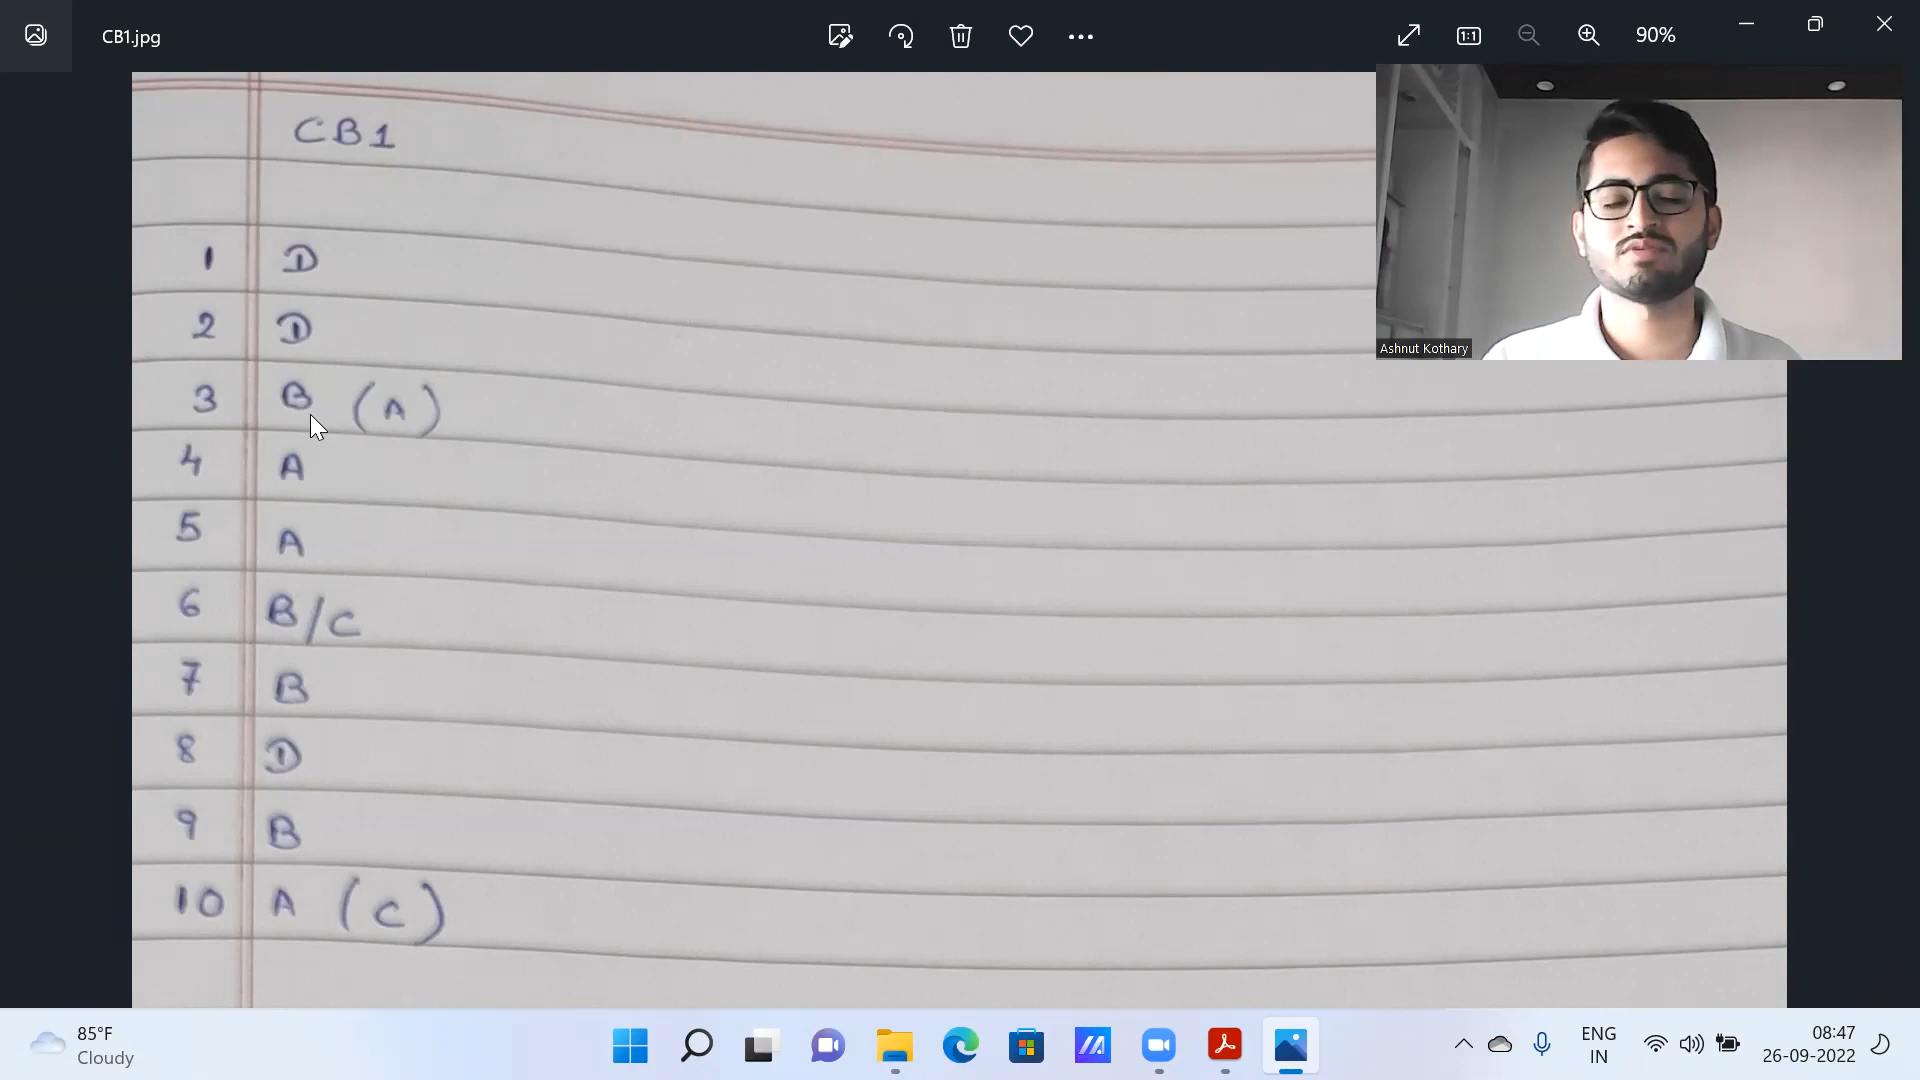 CB1.jpg
90%
CB1
1 D
2 D
3 B (A)
4 A
5 A
6 B/C
7 B
8 D
9 B
10 A (C)
Ashnut Kothary
85°F
Cloudy
ENG
IN
08:47
26-09-2022